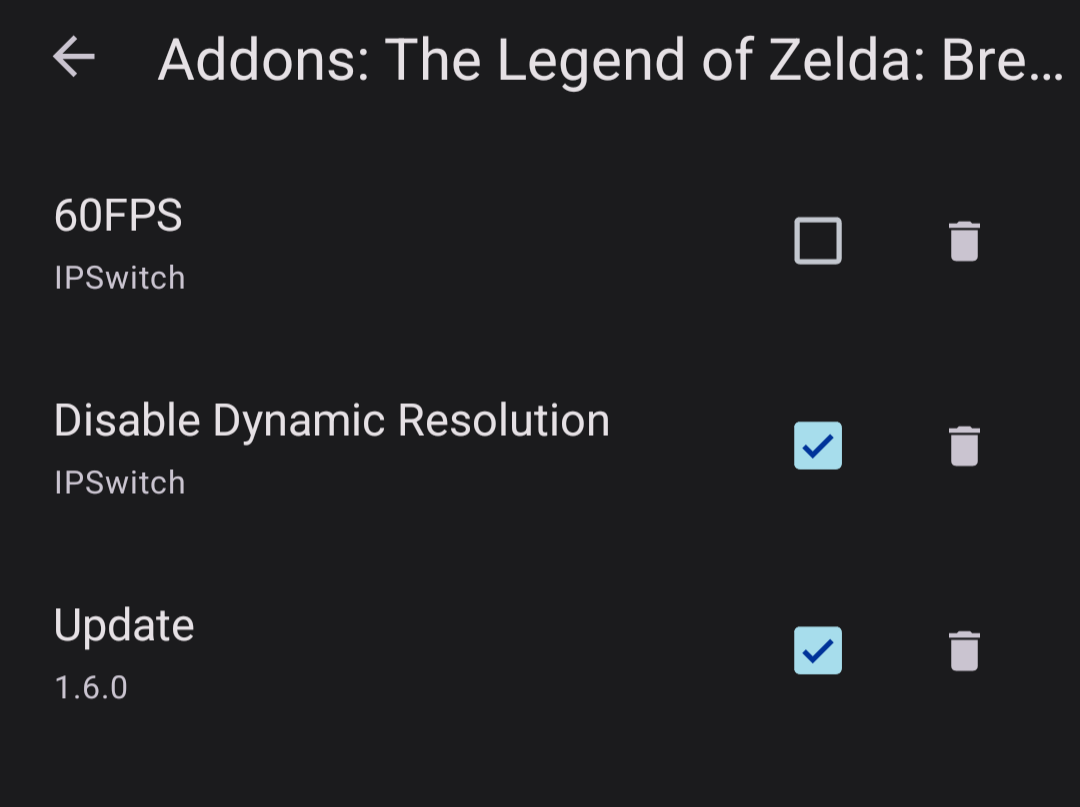 Addons: The Legend of Zelda: Bre...
60FPS
IPSwitch
Disable Dynamic Resolution
IPSwitch
Update
1.6.0